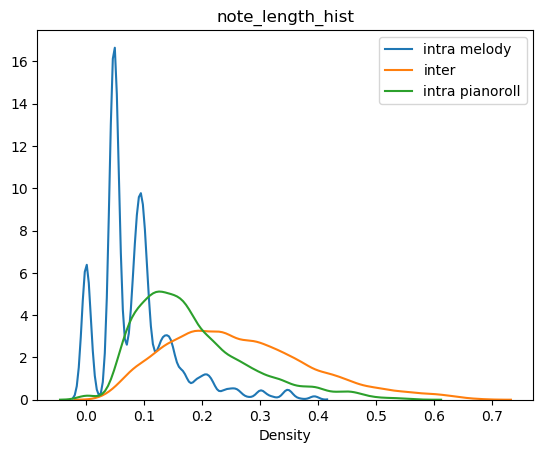 note_length_hist
intra melody
inter
intra pianoroll
16
14
12
10
8
6
4
2
0
0.0 0.1 0.2 0.3 0.4 0.5 0.6 0.7
Density